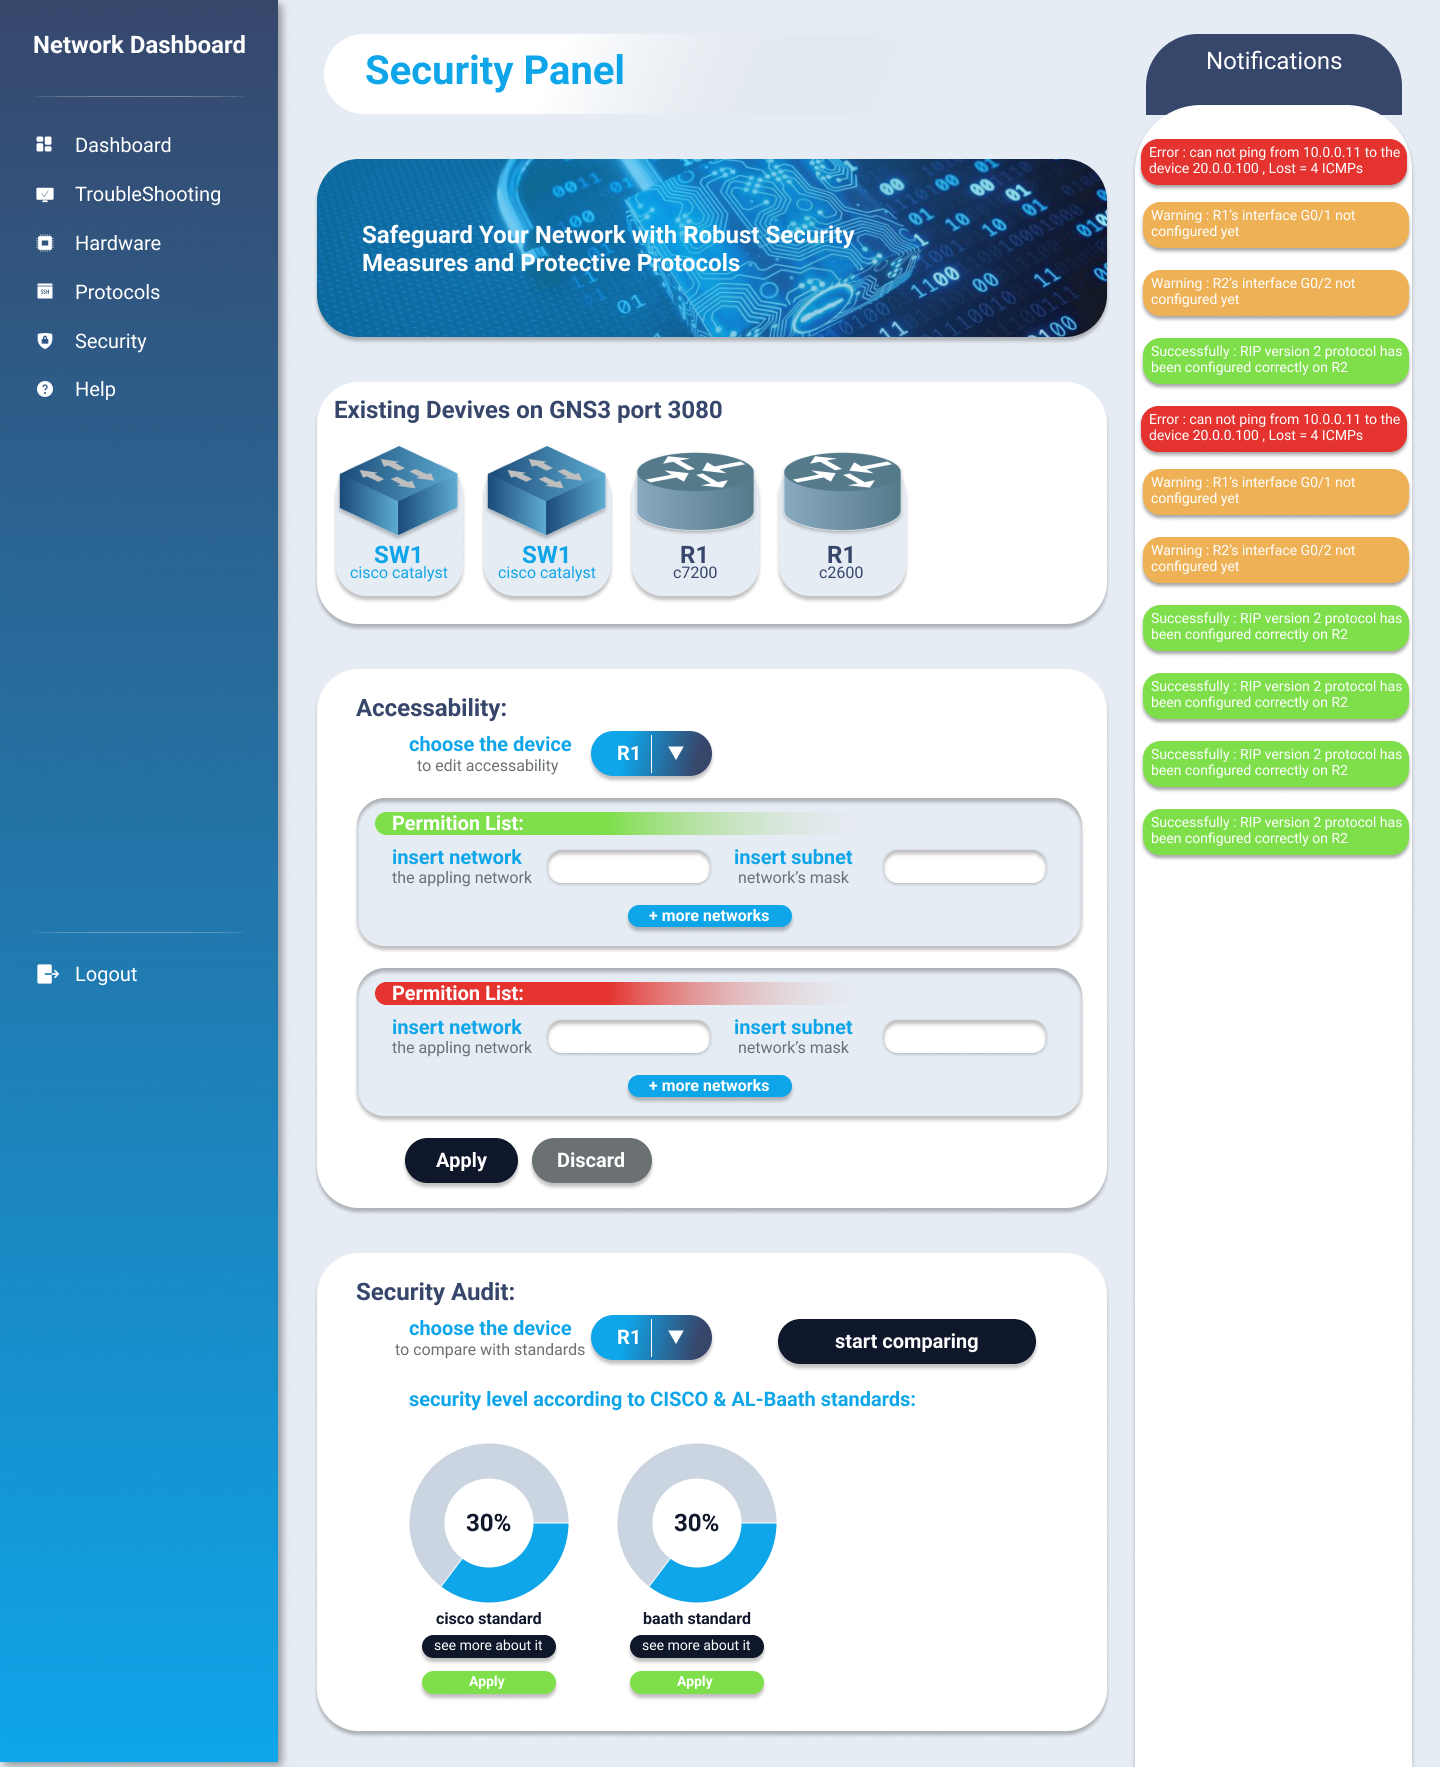 Network Dashboard
Dashboard
TroubleShooting
Hardware
SSH
Protocols
Security
Help
Logout
Security Panel
Safeguard Your Network with Robust Security
Measures and Protective Protocols
Existing Devives on GNS3 port 3080
SW1
cisco catalyst
SW1
cisco catalyst
R1
c7200
R1
c2600
Accessability:
choose the device
to edit accessability
R1
Permition List:
insert network
the appling network
insert subnet
network's mask
+ more networks
Permition List:
insert network
the appling network
insert subnet
network's mask
+ more networks
Apply
Discard
Security Audit:
choose the device
to compare with standards
R1
start comparing
security level according to CISCO & AL-Baath standards:
30%
cisco standard
see more about it
Apply
30%
baath standard
see more about it
Apply
Notifications
Error : can not ping from 10.0.0.11 to the
device 20.0.0.100 , Lost = 4 ICMPs
Warning : R1's interface G0/1 not
configured yet
Warning : R2's interface G0/2 not
configured yet
Successfully : RIP version 2 protocol has
been configured correctly on R2
Error : can not ping from 10.0.0.11 to the
device 20.0.0.100 , Lost = 4 ICMPs
Warning : R1's interface G0/1 not
configured yet
Warning : R2's interface G0/2 not
configured yet
Successfully : RIP version 2 protocol has
been configured correctly on R2
Successfully : RIP version 2 protocol has
been configured correctly on R2
Successfully : RIP version 2 protocol has
been configured correctly on R2
Successfully : RIP version 2 protocol has
been configured correctly on R2